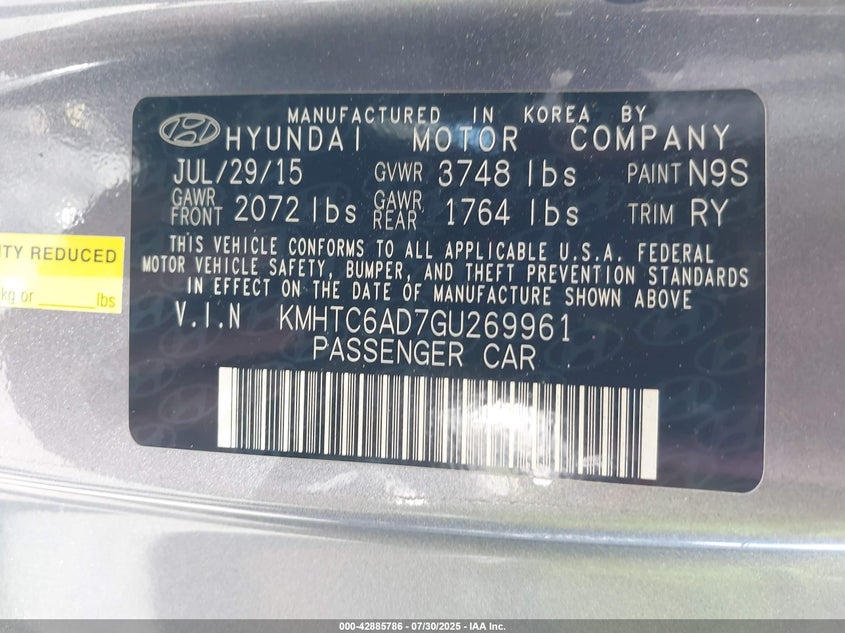 MANUFACTURED IN KOREA BY
HYUNDAI MOTOR COMPANY
JUL/29/15 GVWR 3748 lbs PAINT N9S
GAWR FRONT 2072 lbs GAWR REAR 1764 lbs TRIM RY
THIS VEHICLE CONFORMS TO ALL APPLICABLE U.S.A. FEDERAL
MOTOR VEHICLE SAFETY, BUMPER, AND THEFT PREVENTION STANDARDS
IN EFFECT ON THE DATE OF MANUFACTURE SHOWN ABOVE
V.I.N KMHTC6AD7GU269961
PASSENGER CAR
REDUCED
kg or ______lbs
000-42885786 - 07/30/2025 - IAA Inc.